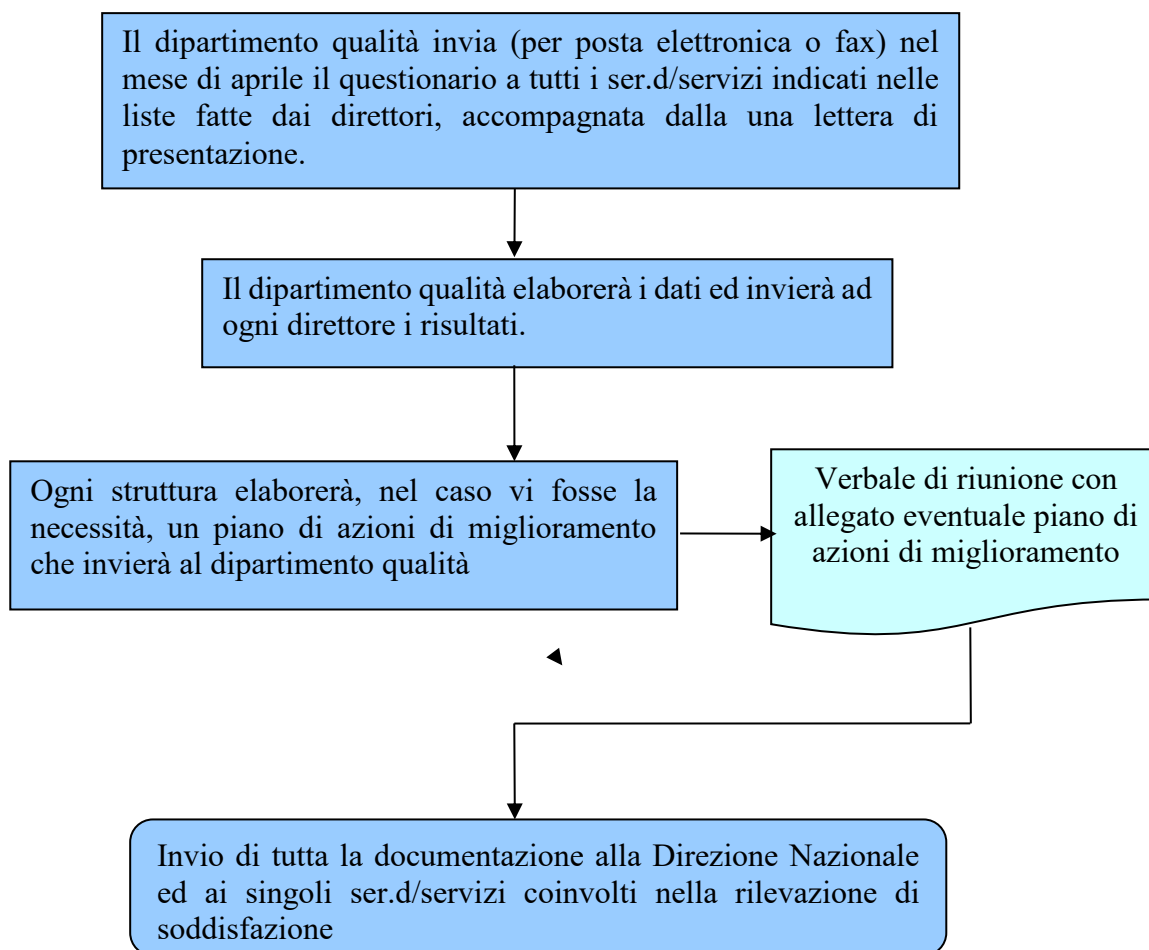 Il dipartimento qualità invia (per posta elettronica o fax) nel
mese di aprile il questionario a tutti i ser.d/servizi indicati nelle
liste fatte dai direttori, accompagnata dalla una lettera di
presentazione.
Il dipartimento qualità elaborerà i dati ed invierà ad
ogni direttore i risultati.
Ogni struttura elaborerà, nel caso vi fosse la
necessità, un piano di azioni di miglioramento
che invierà al dipartimento qualità
Verbale di riunione con
allegato eventuale piano di
azioni di miglioramento
Invio di tutta la documentazione alla Direzione Nazionale
ed ai singoli ser.d/servizi coinvolti nella rilevazione di
soddisfazione